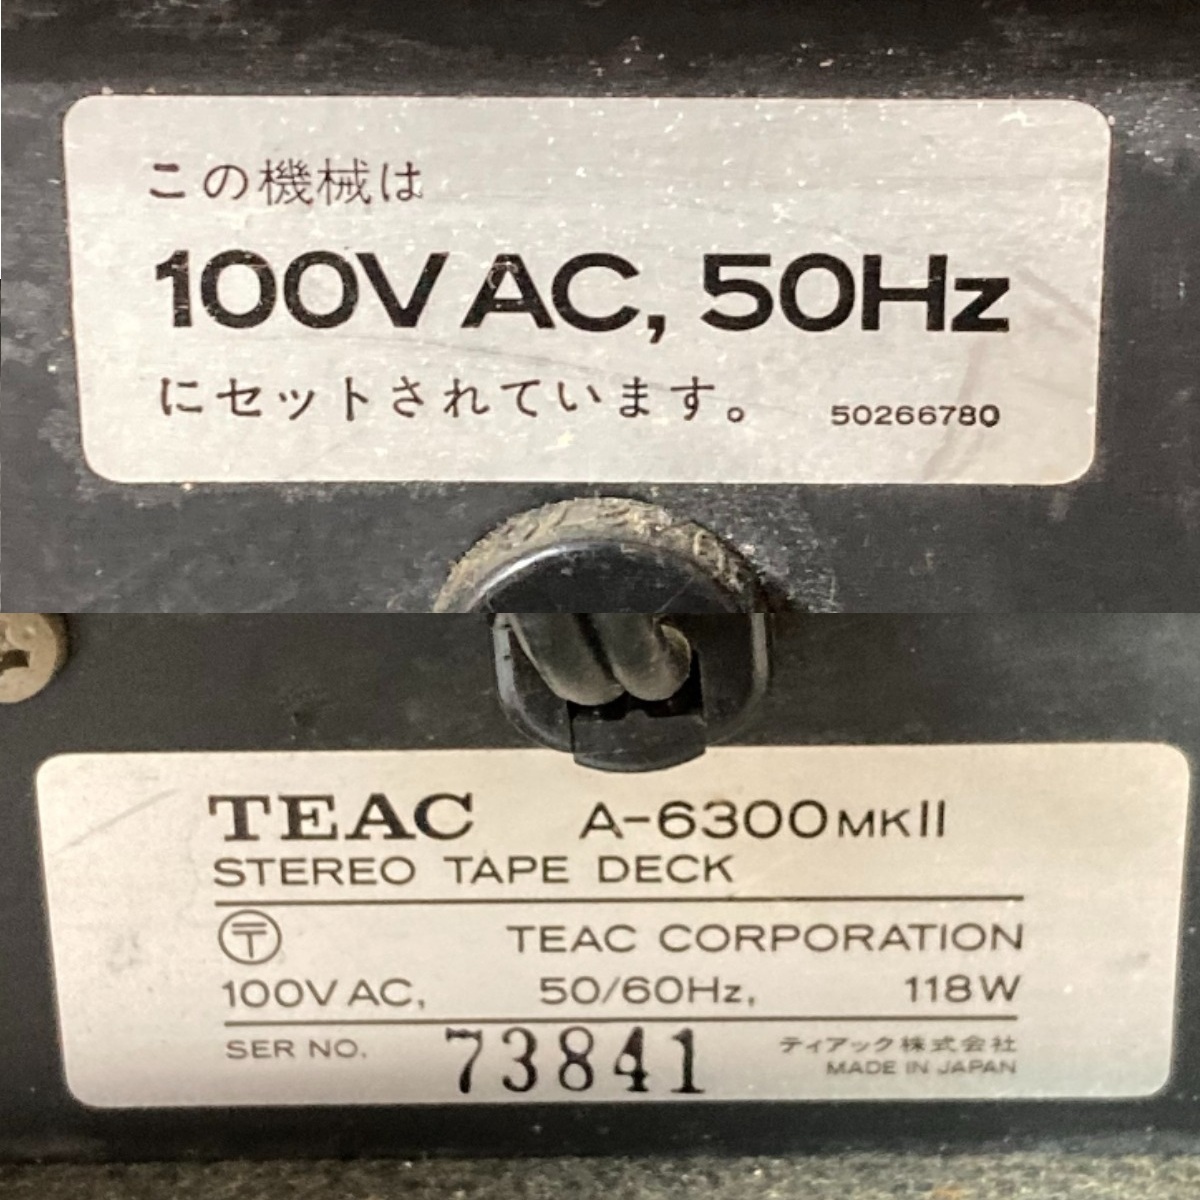 この機械は
100V AC, 50Hz
にセットされています。 50266780
TEAC A-6300MKII
STEREO TAPE DECK
〒 TEAC CORPORATION
100V AC, 50/60Hz, 118W
SER NO. 73841 ティアック株式会社
MADE IN JAPAN